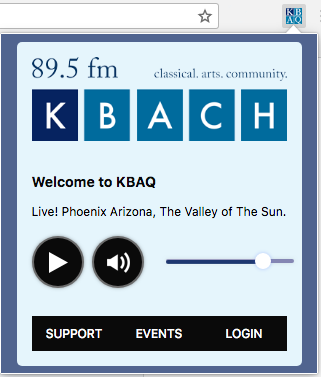 KB
AQ
89.5 fm
classical. arts. community.
KBACH
Welcome to KBAQ
Live! Phoenix Arizona, The Valley of The Sun.
SUPPORT EVENTS LOGIN